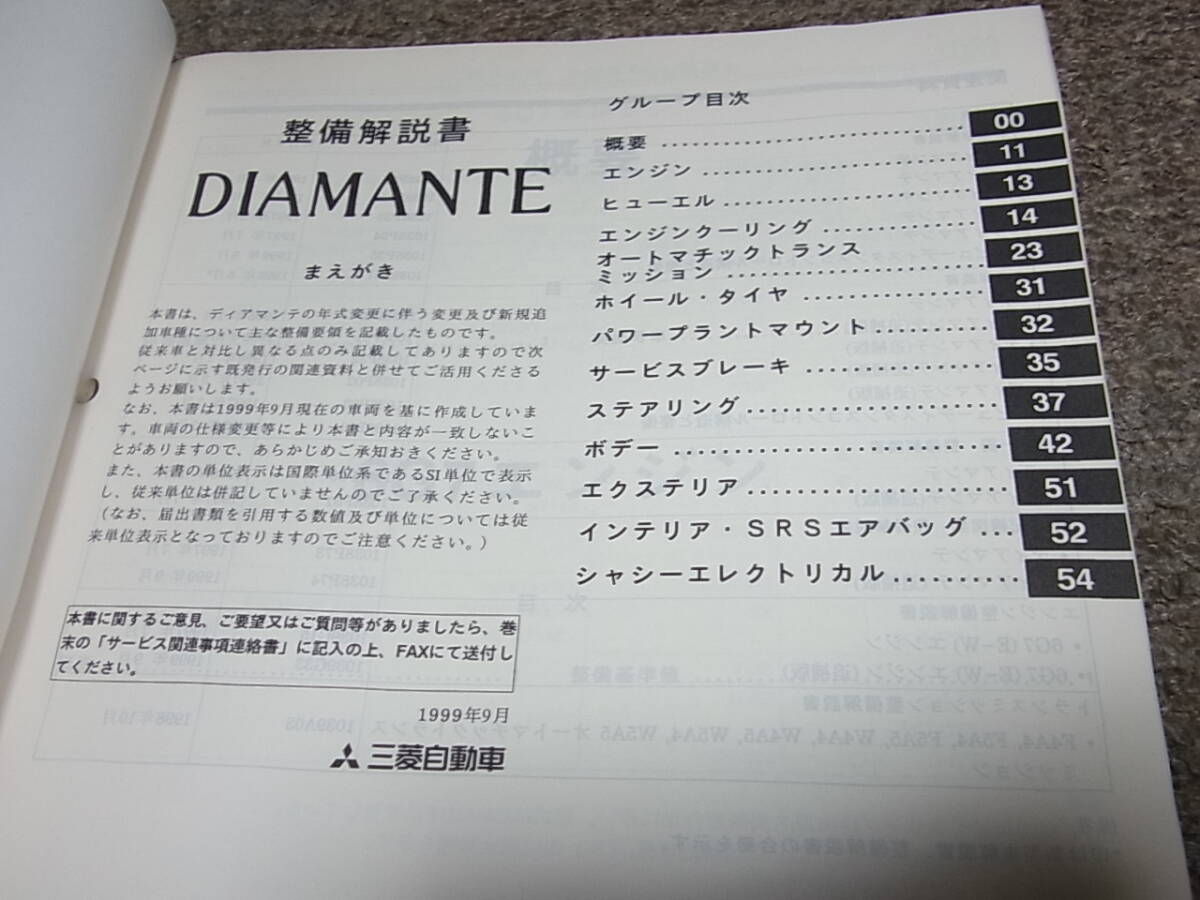 整備解説書
DIAMANTE
まえがき
本書は、ディアマンテの年式変更に伴う変更及び新規追
加車種について主な整備要領を記載したものです。
従来車と対比し異なる点のみ記載してありますので次
ページに示す既発行の関連資料と併せてご活用くださる
ようお願いします。
なお、本書は1999年9月現在の車両を基に作成していま
す。車両の仕様変更等により本書と内容が一致しないこ
とがありますので、あらかじめご承知おきください。
また、本書の単位表示は国際単位系であるSI単位で表示
し、従来単位は併記していませんのでご了承ください。
(なお、届出書類を引用する数値及び単位については従
来単位表示となっておりますのでご注意ください。)
本書に関するご意見、ご要望又はご質問等がありましたら、巻
末の「サービス関連事項連絡書」に記入の上、FAXにて送付し
てください。
1999年9月
三菱自動車
グループ目次
概要 .......... 00
エンジン .......... 11
ヒューエル .......... 13
エンジンクーリング .......... 14
オートマチックトランス
ミッション .......... 23
ホイール・タイヤ .......... 31
パワープラントマウント .......... 32
サービスブレーキ .......... 35
ステアリング .......... 37
ボデー .......... 42
エクステリア .......... 51
インテリア・SRSエアバッグ ... 52
シャシーエレクトリカル .......... 54